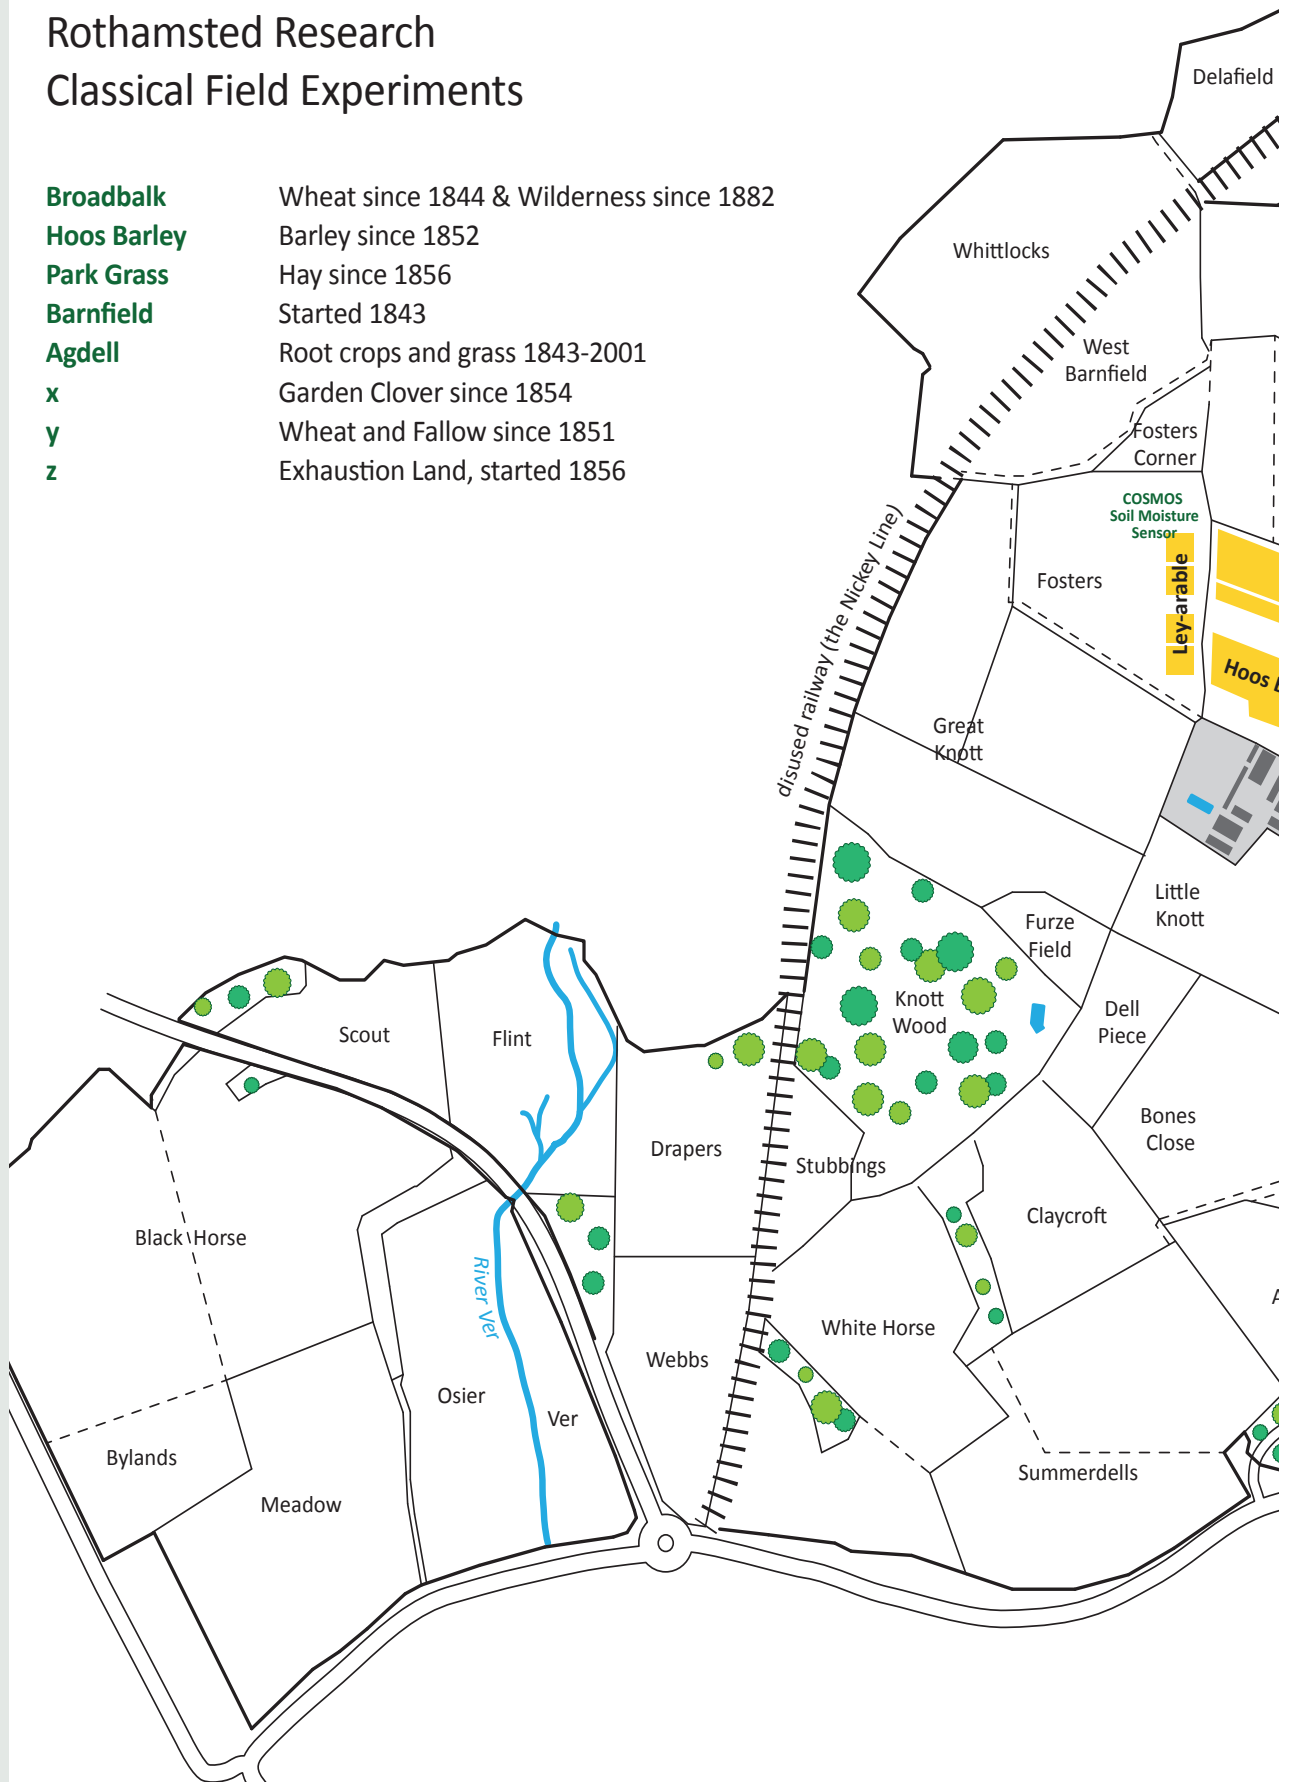 Rothamsted Research
Classical Field Experiments
Broadbalk Wheat since 1844 & Wilderness since 1882
Hoos Barley Barley since 1852
Park Grass Hay since 1856
Barnfield Started 1843
Agdell Root crops and grass 1843-2001
x Garden Clover since 1854
y Wheat and Fallow since 1851
z Exhaustion Land, started 1856
Delafield
Whittlocks
West
Barnfield
Fosters
Corner
COSMOS
Soil Moisture
Sensor
Ley-arable
Fosters
Hoos
disused railway (the Nickey Line)
Great
Knott
Little
Knott
Furze
Field
Knott
Wood
Dell
Piece
Scout
Flint
Bones
Close
Drapers
Stubbings
Claycroft
Black Horse
River Ver
A
White Horse
Webbs
Osier
Ver
Bylands
Summerdells
Meadow